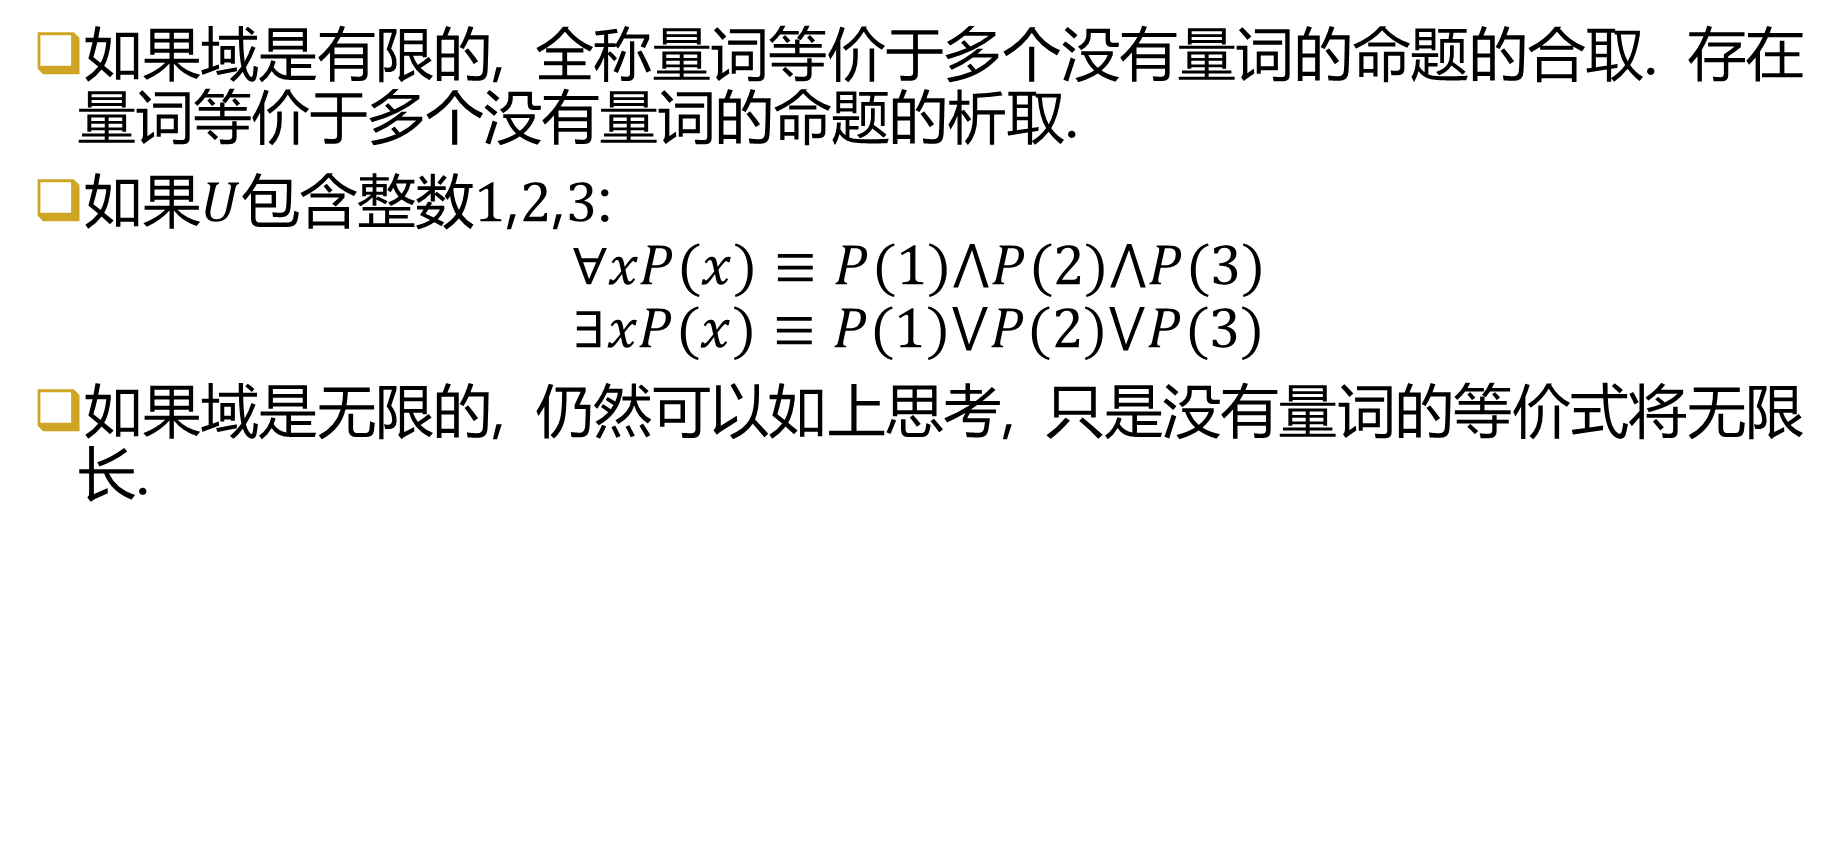 ❑如果域是有限的, 全称量词等价于多个没有量词的命题的合取. 存在
量词等价于多个没有量词的命题的析取.
❑如果U包含整数1,2,3:
∀xP(x) ≡ P(1)⋀P(2)⋀P(3)
∃xP(x) ≡ P(1)⋁P(2)⋁P(3)
❑如果域是无限的, 仍然可以如上思考, 只是没有量词的等价式将无限
长.